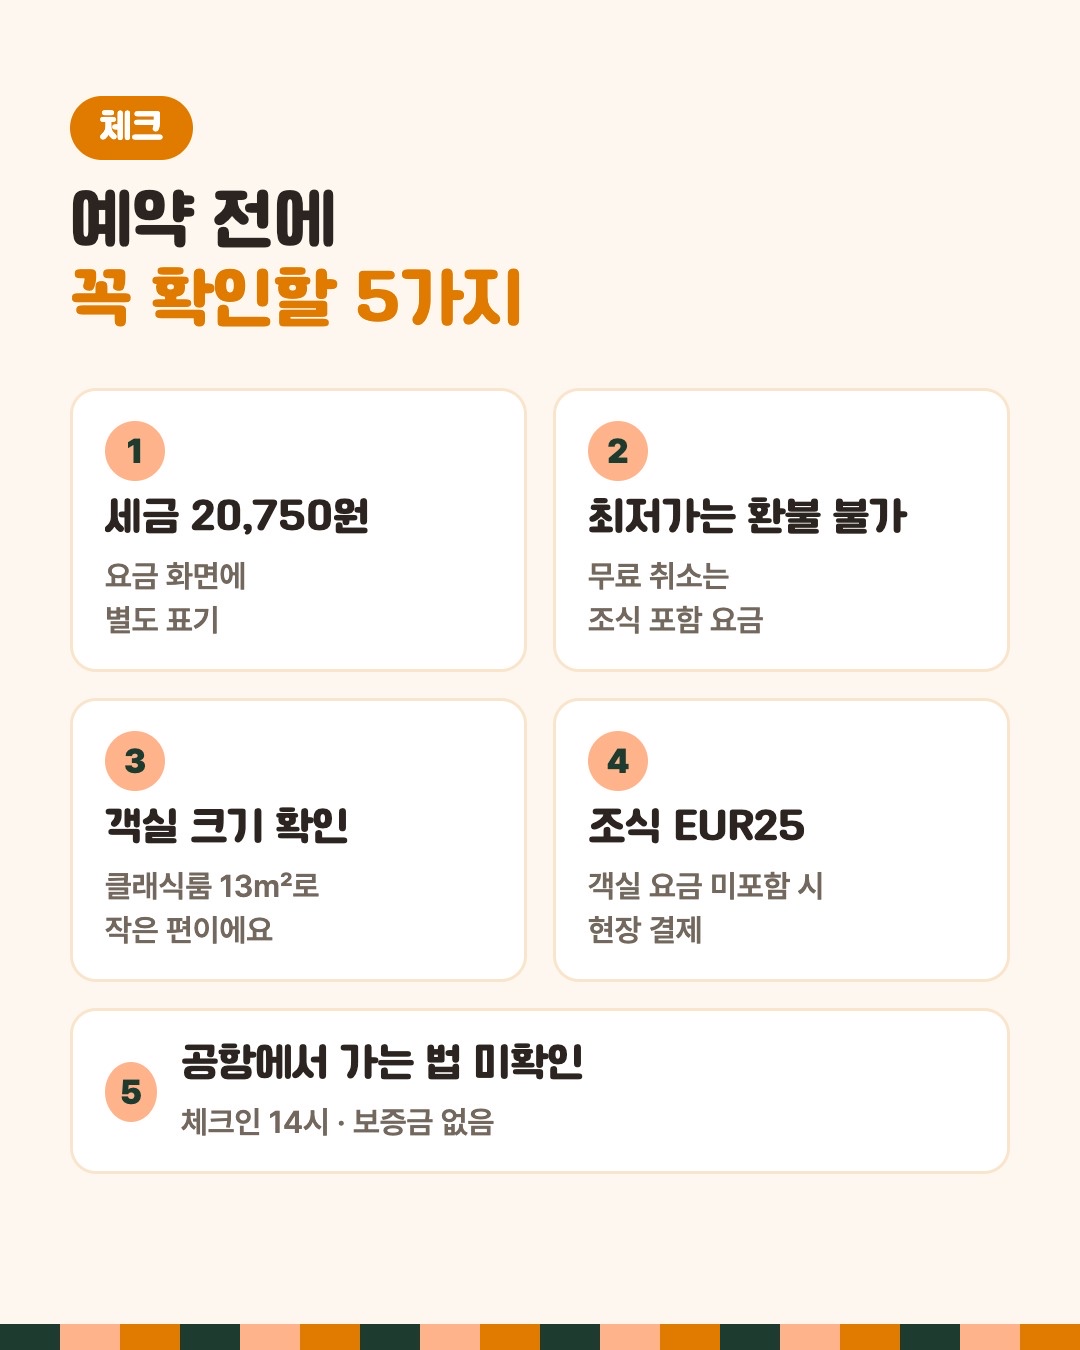 체크
예약 전에
꼭 확인할 5가지
1
세금 20,750원
요금 화면에
별도 표기
2
최저가는 환불 불가
무료 취소는
조식 포함 요금
3
객실 크기 확인
클래식룸 13m²로
작은 편이에요
4
조식 EUR25
객실 요금 미포함 시
현장 결제
5
공항에서 가는 법 미확인
체크인 14시 · 보증금 없음